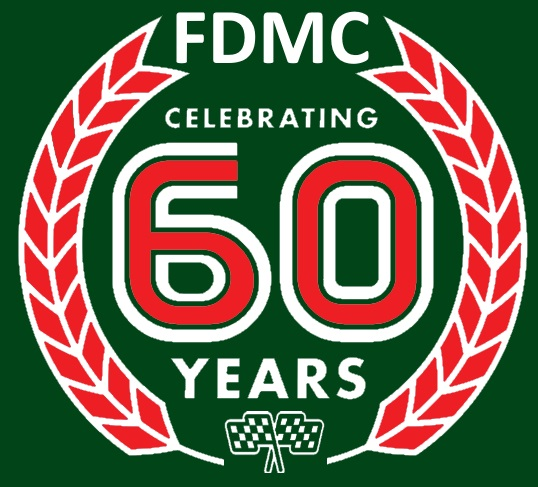 FDMC
CELEBRATING
60
YEARS